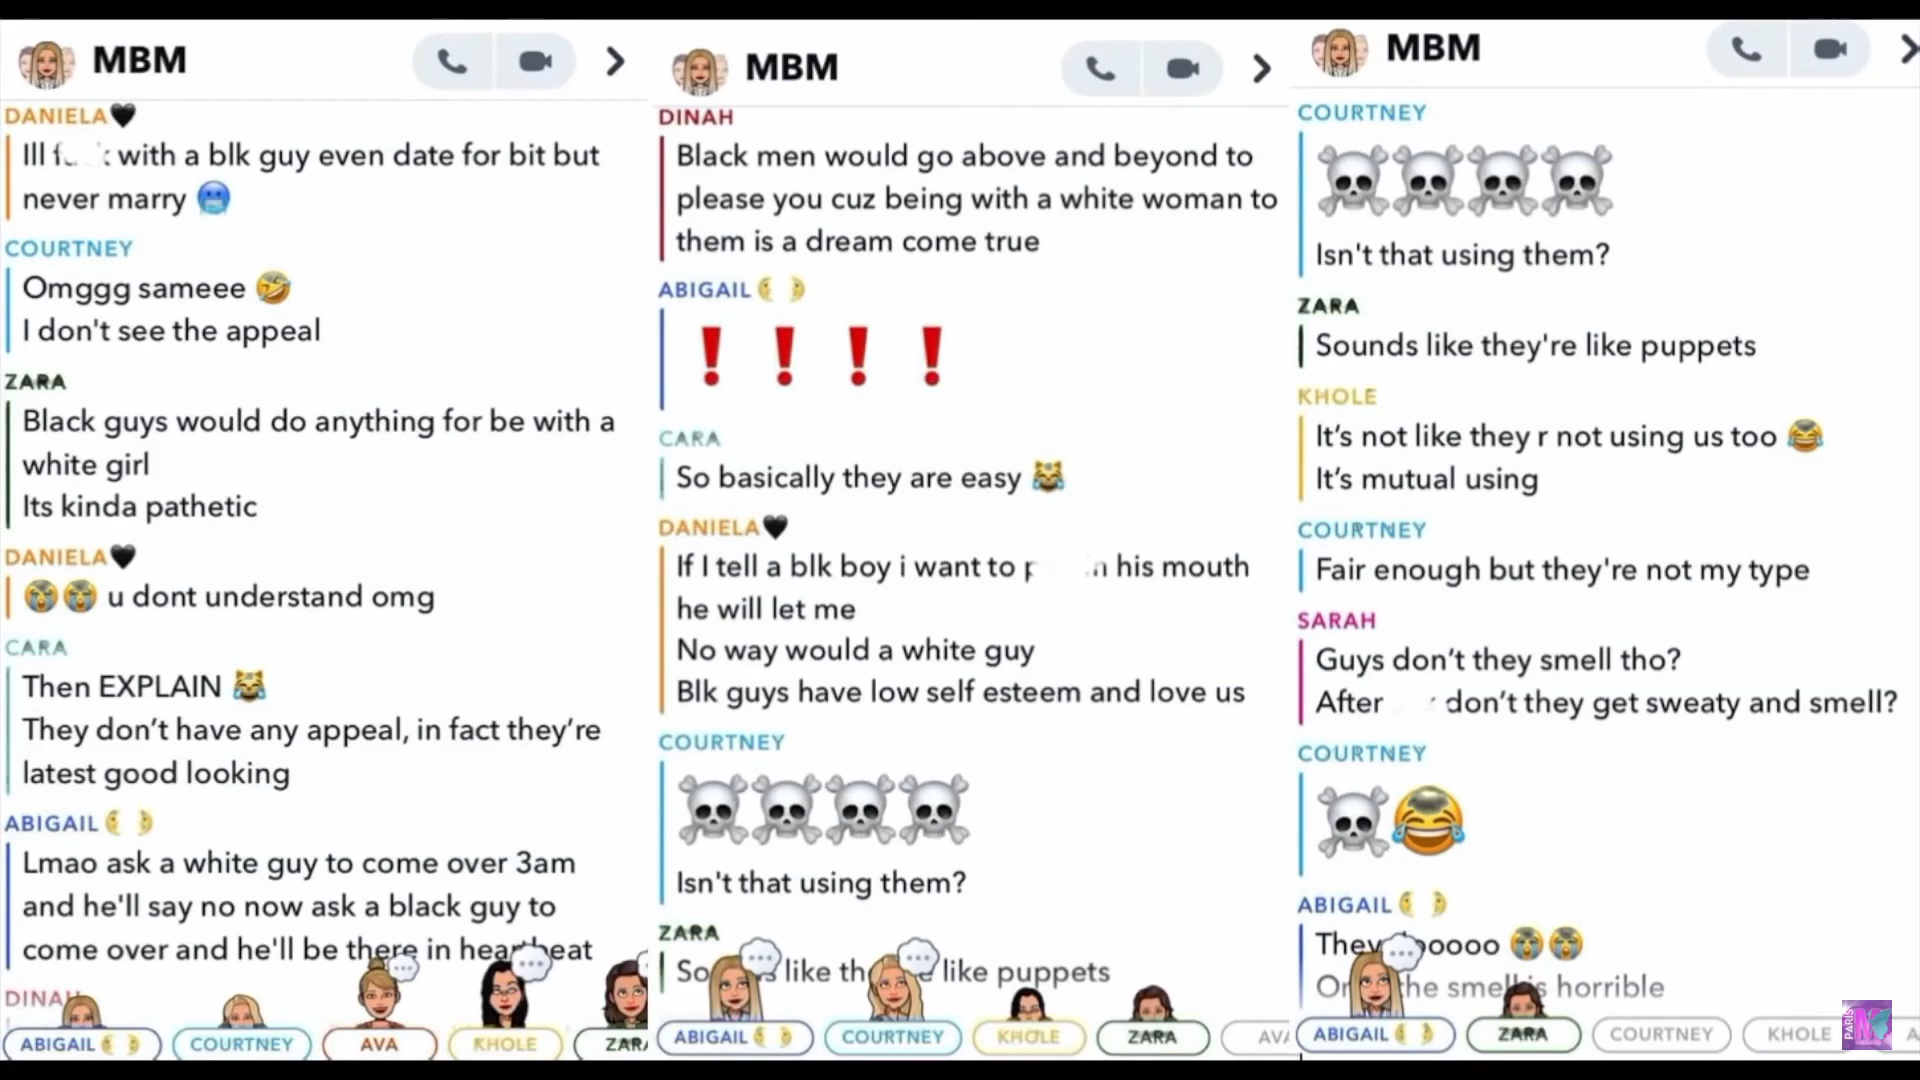 MBM
DANIELA🖤
Ill with a blk guy even date for bit but
never marry 🥶
COURTNEY
Omggg sameee 🤣
I don't see the appeal
ZARA
Black guys would do anything for be with a
white girl
Its kinda pathetic
DANIELA🖤
😭😭 u dont understand omg
CARA
Then EXPLAIN 😹
They don't have any appeal, in fact they're
latest good looking
ABIGAIL 🌓🌗
Lmao ask a white guy to come over 3am
and he'll say no now ask a black guy to
come over and he'll be there in heartbeat
DINAH
ABIGAIL 🌓🌗
COURTNEY
AVA
KHOLE
ZARA
MBM
DINAH
Black men would go above and beyond to
please you cuz being with a white woman to
them is a dream come true
ABIGAIL 🌓🌗
❗❗❗❗
CARA
So basically they are easy 😹
DANIELA🖤
If I tell a blk boy i want to his mouth
he will let me
No way would a white guy
Blk guys have low self esteem and love us
COURTNEY
☠️☠️☠️☠️
Isn't that using them?
ZARA
like like puppets
ABIGAIL 🌓🌗
COURTNEY
KHOLE
ZARA
AVA
MBM
COURTNEY
☠️☠️☠️☠️
Isn't that using them?
ZARA
Sounds like they're like puppets
KHOLE
It's not like they r not using us too 😂
It's mutual using
COURTNEY
Fair enough but they're not my type
SARAH
Guys don't they smell tho?
After don't they get sweaty and smell?
COURTNEY
☠️😂
ABIGAIL 🌓🌗
They 😭😭
the smell is horrible
ABIGAIL 🌓🌗
ZARA
COURTNEY
KHOLE
PARIS